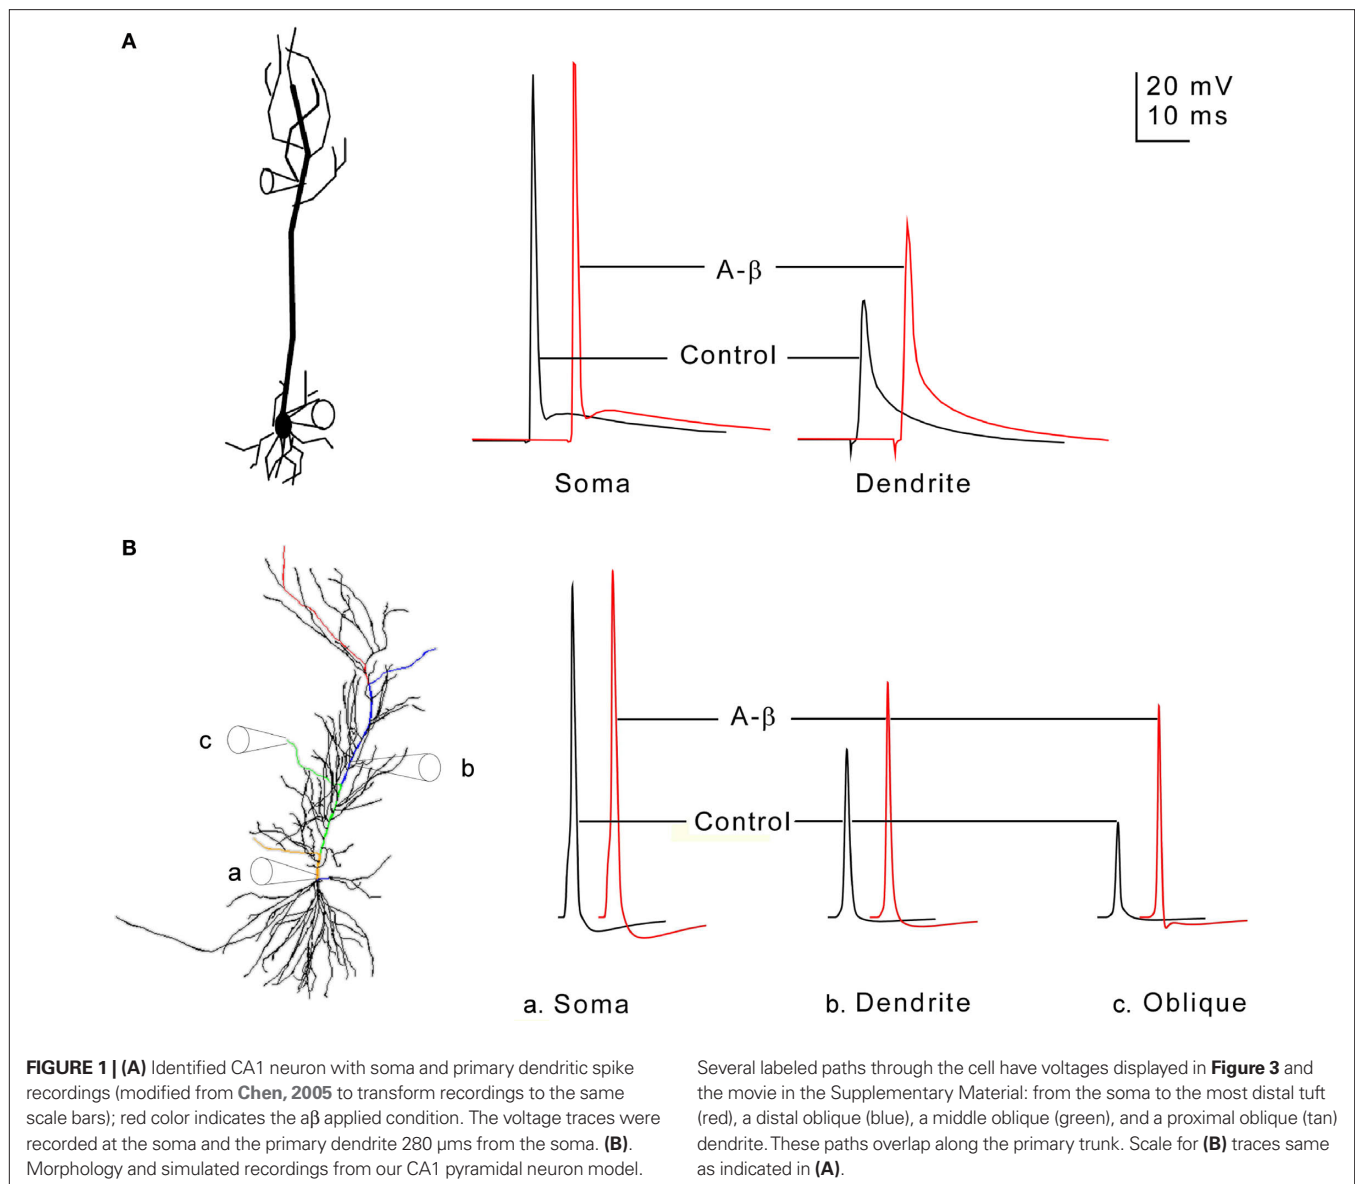 A
20 mV
10 ms
A-β
Control
Soma
Dendrite
B
c
b
a
A-β
Control
a. Soma
b. Dendrite
c. Oblique
FIGURE 1 | (A) Identified CA1 neuron with soma and primary dendritic spike
recordings (modified from Chen, 2005 to transform recordings to the same
scale bars); red color indicates the aβ applied condition. The voltage traces were
recorded at the soma and the primary dendrite 280 μms from the soma. (B).
Morphology and simulated recordings from our CA1 pyramidal neuron model.
Several labeled paths through the cell have voltages displayed in Figure 3 and
the movie in the Supplementary Material: from the soma to the most distal tuft
(red), a distal oblique (blue), a middle oblique (green), and a proximal oblique (tan)
dendrite. These paths overlap along the primary trunk. Scale for (B) traces same
as indicated in (A).